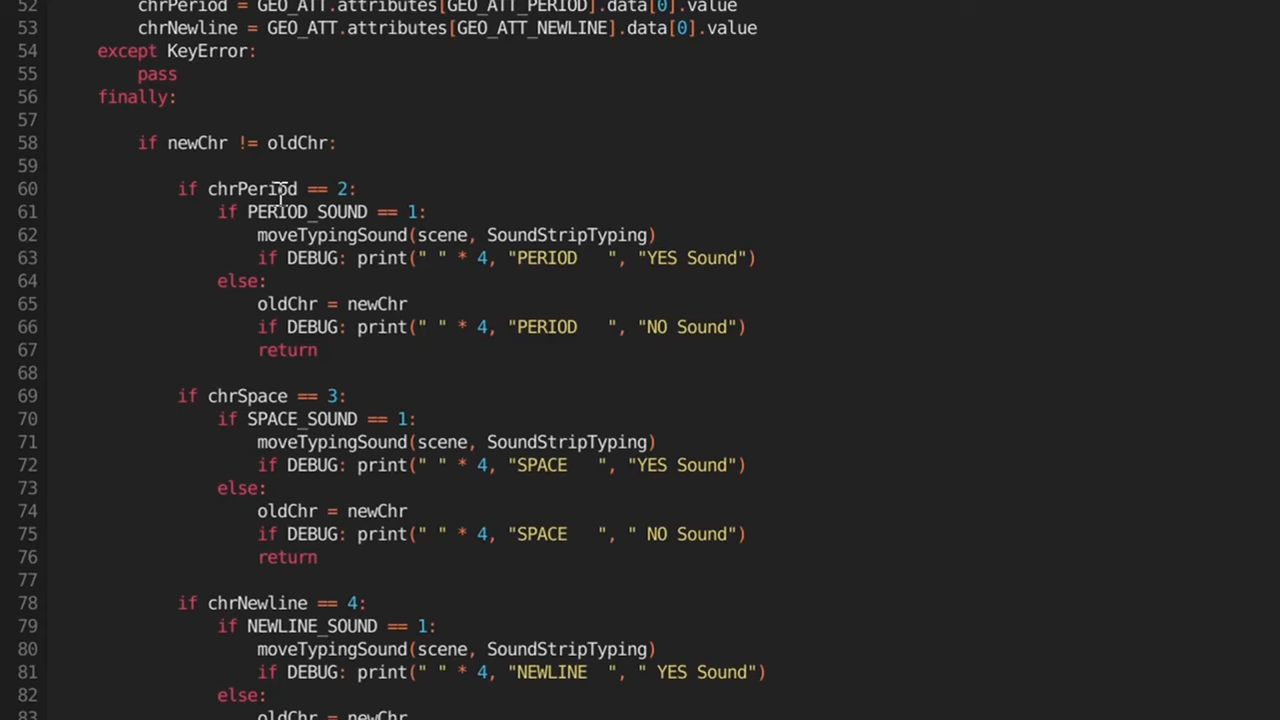 52 chrPeriod = GEO_ATT.attributes[GEO_ATT_PERIOD].data[0].value
53 chrNewline = GEO_ATT.attributes[GEO_ATT_NEWLINE].data[0].value
54 except KeyError:
55 pass
56 finally:
57
58 if newChr != oldChr:
59
60 if chrPeriod == 2:
61 if PERIOD_SOUND == 1:
62 moveTypingSound(scene, SoundStripTyping)
63 if DEBUG: print(" " * 4, "PERIOD   ", "YES Sound")
64 else:
65 oldChr = newChr
66 if DEBUG: print(" " * 4, "PERIOD   ", "NO Sound")
67 return
68
69 if chrSpace == 3:
70 if SPACE_SOUND == 1:
71 moveTypingSound(scene, SoundStripTyping)
72 if DEBUG: print(" " * 4, "SPACE   ", "YES Sound")
73 else:
74 oldChr = newChr
75 if DEBUG: print(" " * 4, "SPACE   ", " NO Sound")
76 return
77
78 if chrNewline == 4:
79 if NEWLINE_SOUND == 1:
80 moveTypingSound(scene, SoundStripTyping)
81 if DEBUG: print(" " * 4, "NEWLINE  ", " YES Sound")
82 else:
83 oldChr = newChr